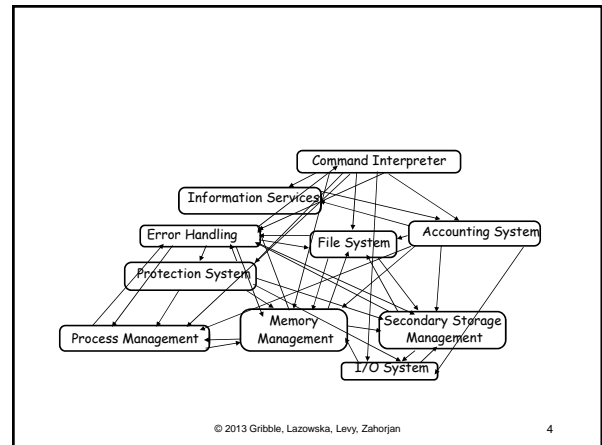 Command Interpreter
Information Services
Error Handling
File System
Accounting System
Protection System
Process Management
Memory
Management
Secondary Storage
Management
I/O System
© 2013 Gribble, Lazowska, Levy, Zahorjan
4